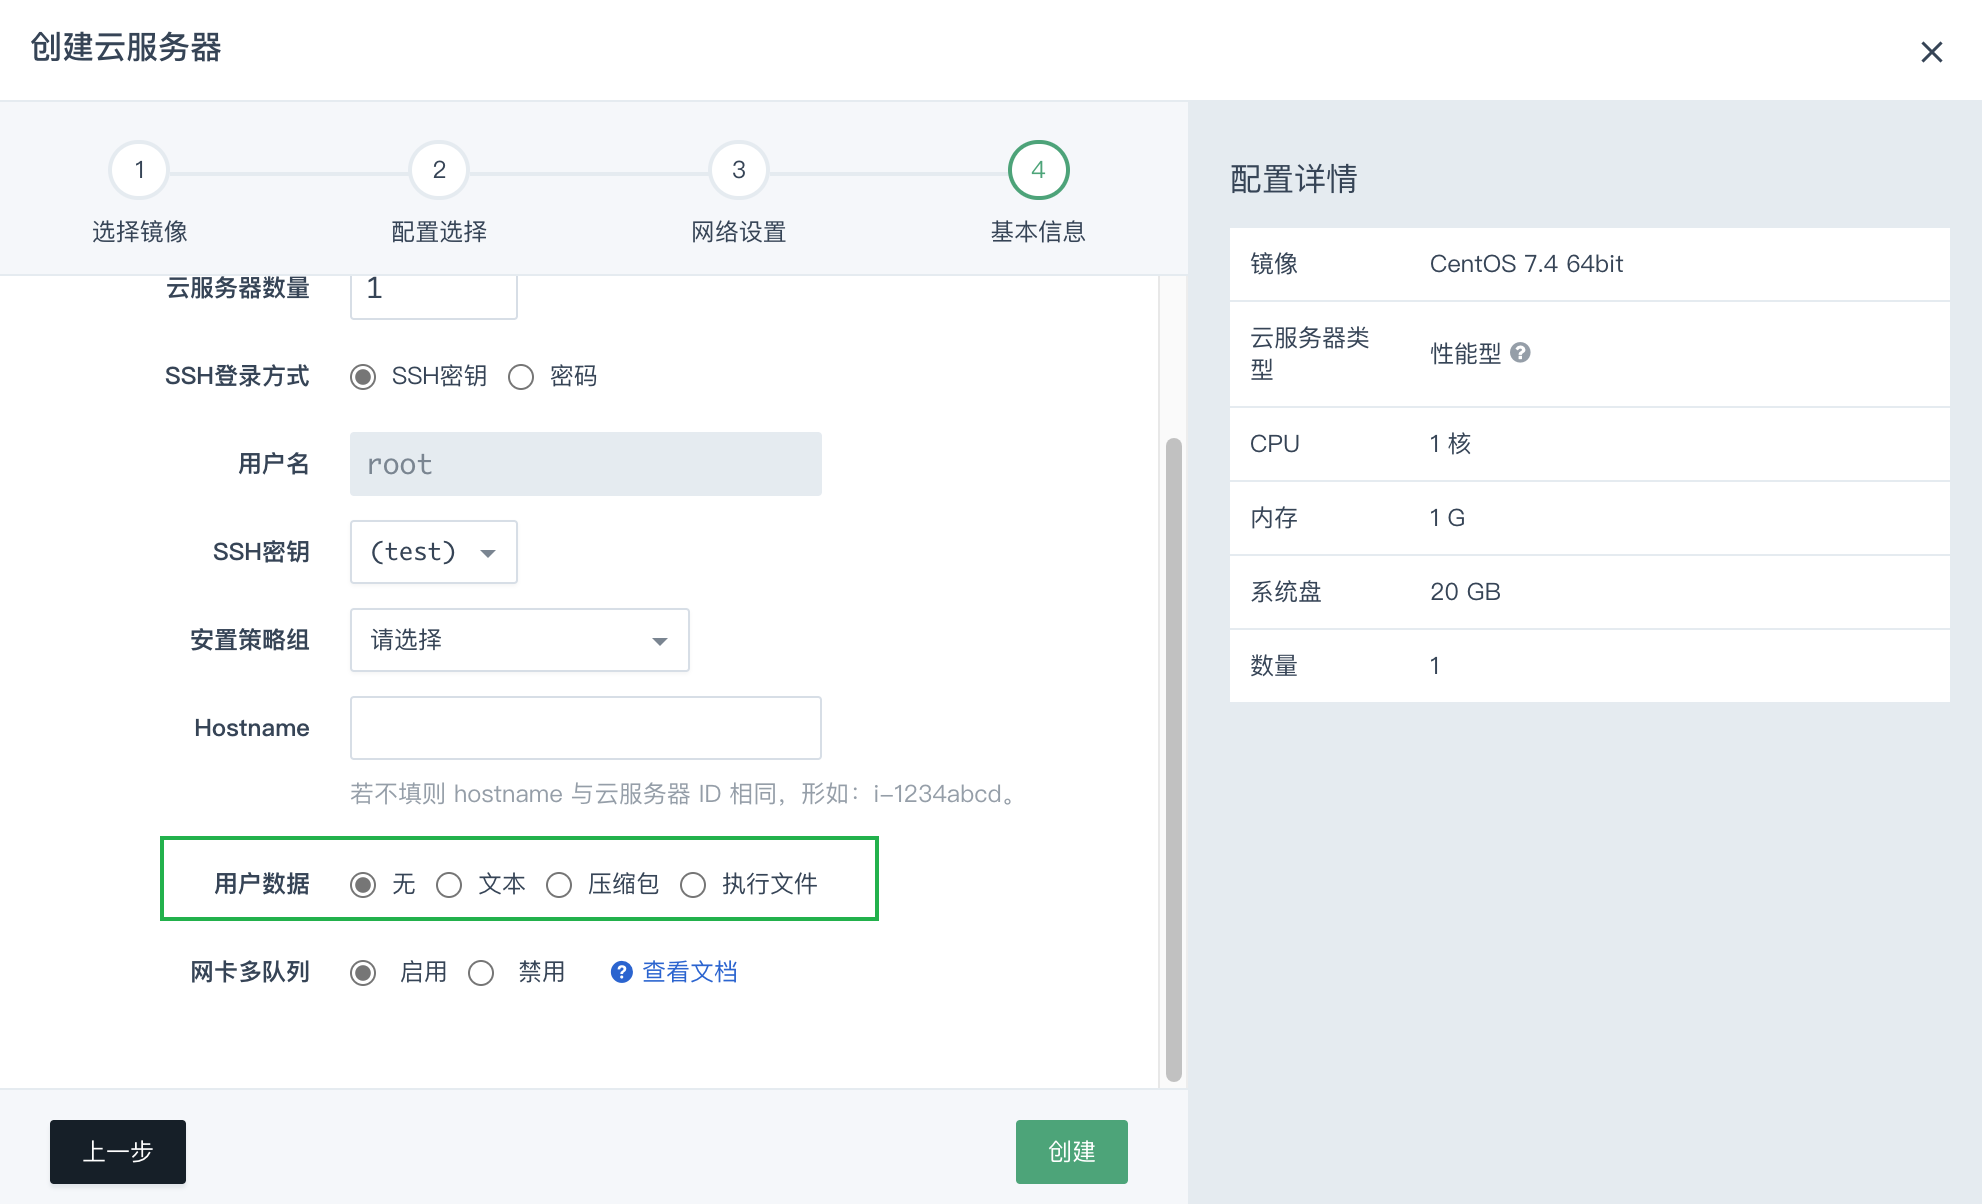 创建云服务器
1 2 3 4
选择镜像 配置选择 网络设置 基本信息
云服务器数量 1
SSH登录方式 SSH密钥 密码
用户名 root
SSH密钥 (test)
安置策略组 请选择
Hostname
若不填则 hostname 与云服务器 ID 相同，形如：i-1234abcd。
用户数据 无 文本 压缩包 执行文件
网卡多队列 启用 禁用 ? 查看文档
上一步 创建
配置详情
镜像 CentOS 7.4 64bit
云服务器类
型 性能型 ?
CPU 1 核
内存 1 G
系统盘 20 GB
数量 1